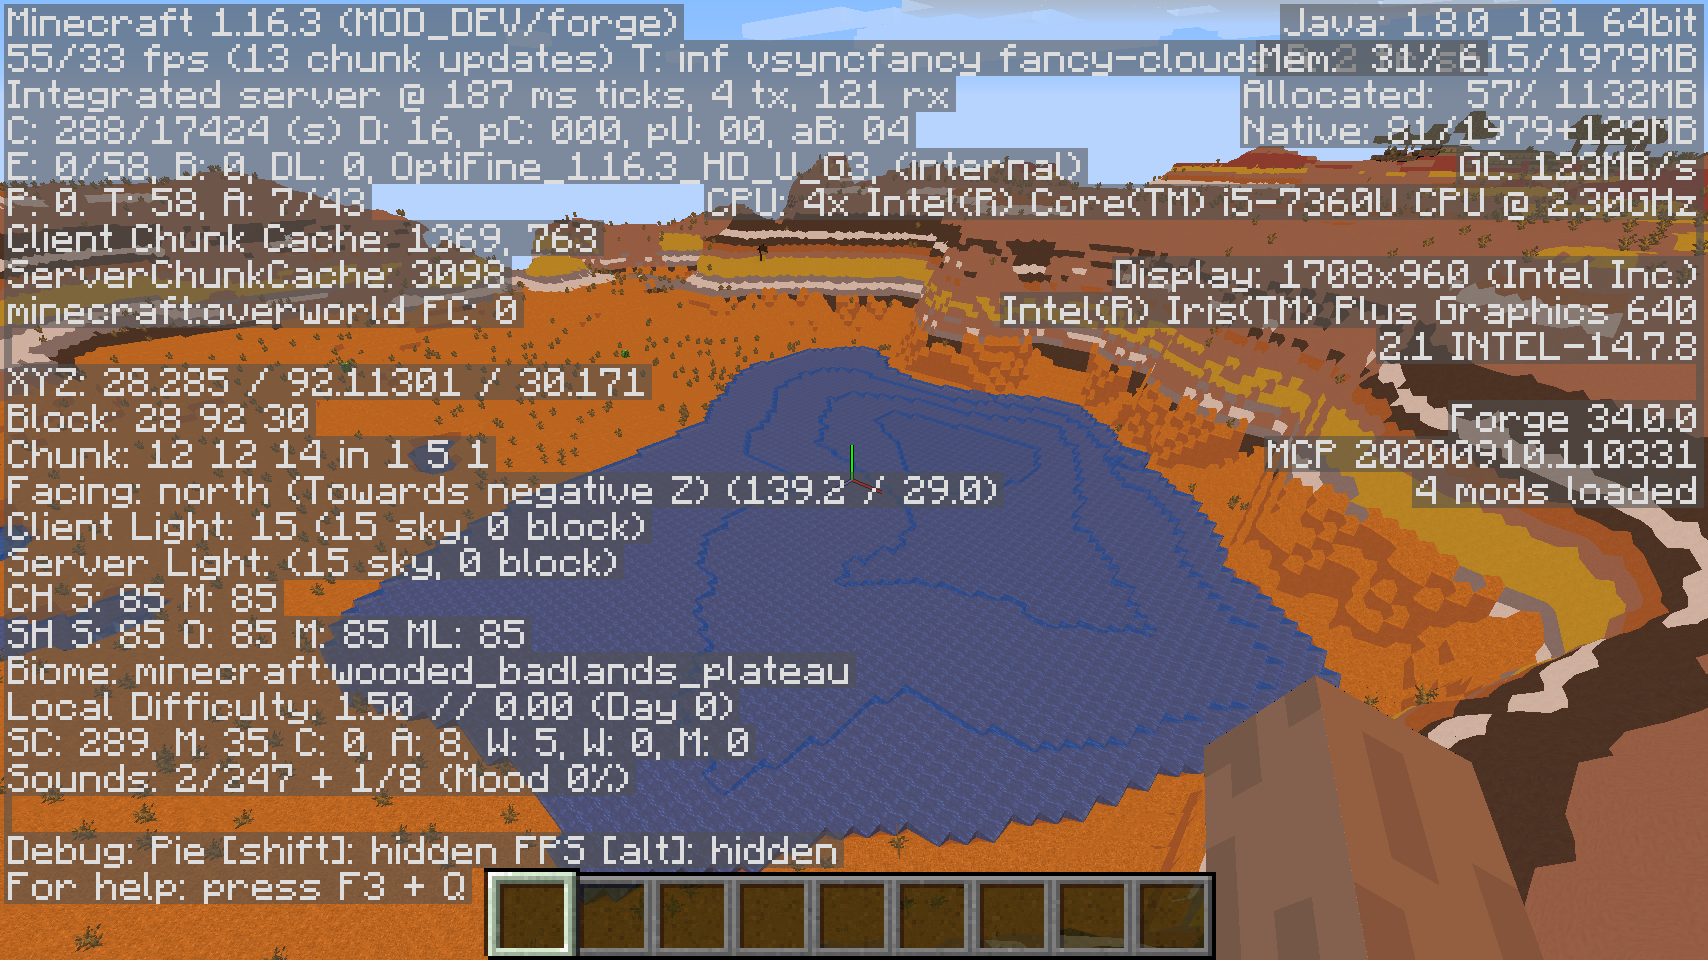 Minecraft 1.16.3 (MOD_DEV/forge)
Java: 1.8.0_181 64bit
55/33 fps (13 chunk updates) T: inf vsyncfancy fancy-clouds
Mem: 31% 615/1979MB
Integrated server @ 187 ms ticks, 4 tx, 121 rx
Allocated: 57% 1132MB
C: 288/17424 (s) D: 16, pC: 000, pU: 00, aB: 04
Native: 81/1979+129MB
E: 0/58, B: 0, DL: 0, OptiFine_1.16.3_HD_U_G3 (internal)
GC: 123MB/s
P: 0. T: 58, A: 7/43
CPU: 4x Intel(R) Core(TM) i5-7360U CPU @ 2.30GHz
Client Chunk Cache: 1369, 763
ServerChunkCache: 3098
Display: 1708x960 (Intel Inc.)
minecraft:overworld FC: 0
Intel(R) Iris(TM) Plus Graphics 640
2.1 INTEL-14.7.8
XYZ: 28.285 / 92.11301 / 30.171
Block: 28 92 30
Forge 34.0.0
Chunk: 12 12 14 in 1 5 1
MCP 20200910.110331
Facing: north (Towards negative Z) (139.2 / 29.0)
4 mods loaded
Client Light: 15 (15 sky, 0 block)
Server Light: (15 sky, 0 block)
CH S: 85 M: 85
SH S: 85 O: 85 M: 85 ML: 85
Biome: minecraft:wooded_badlands_plateau
Local Difficulty: 1.50 // 0.00 (Day 0)
SC: 289, M: 35, C: 0, A: 8, W: 5, W: 0, M: 0
Sounds: 2/247 + 1/8 (Mood 0%)
Debug: Pie [shift]: hidden FPS [alt]: hidden
For help: press F3 + Q